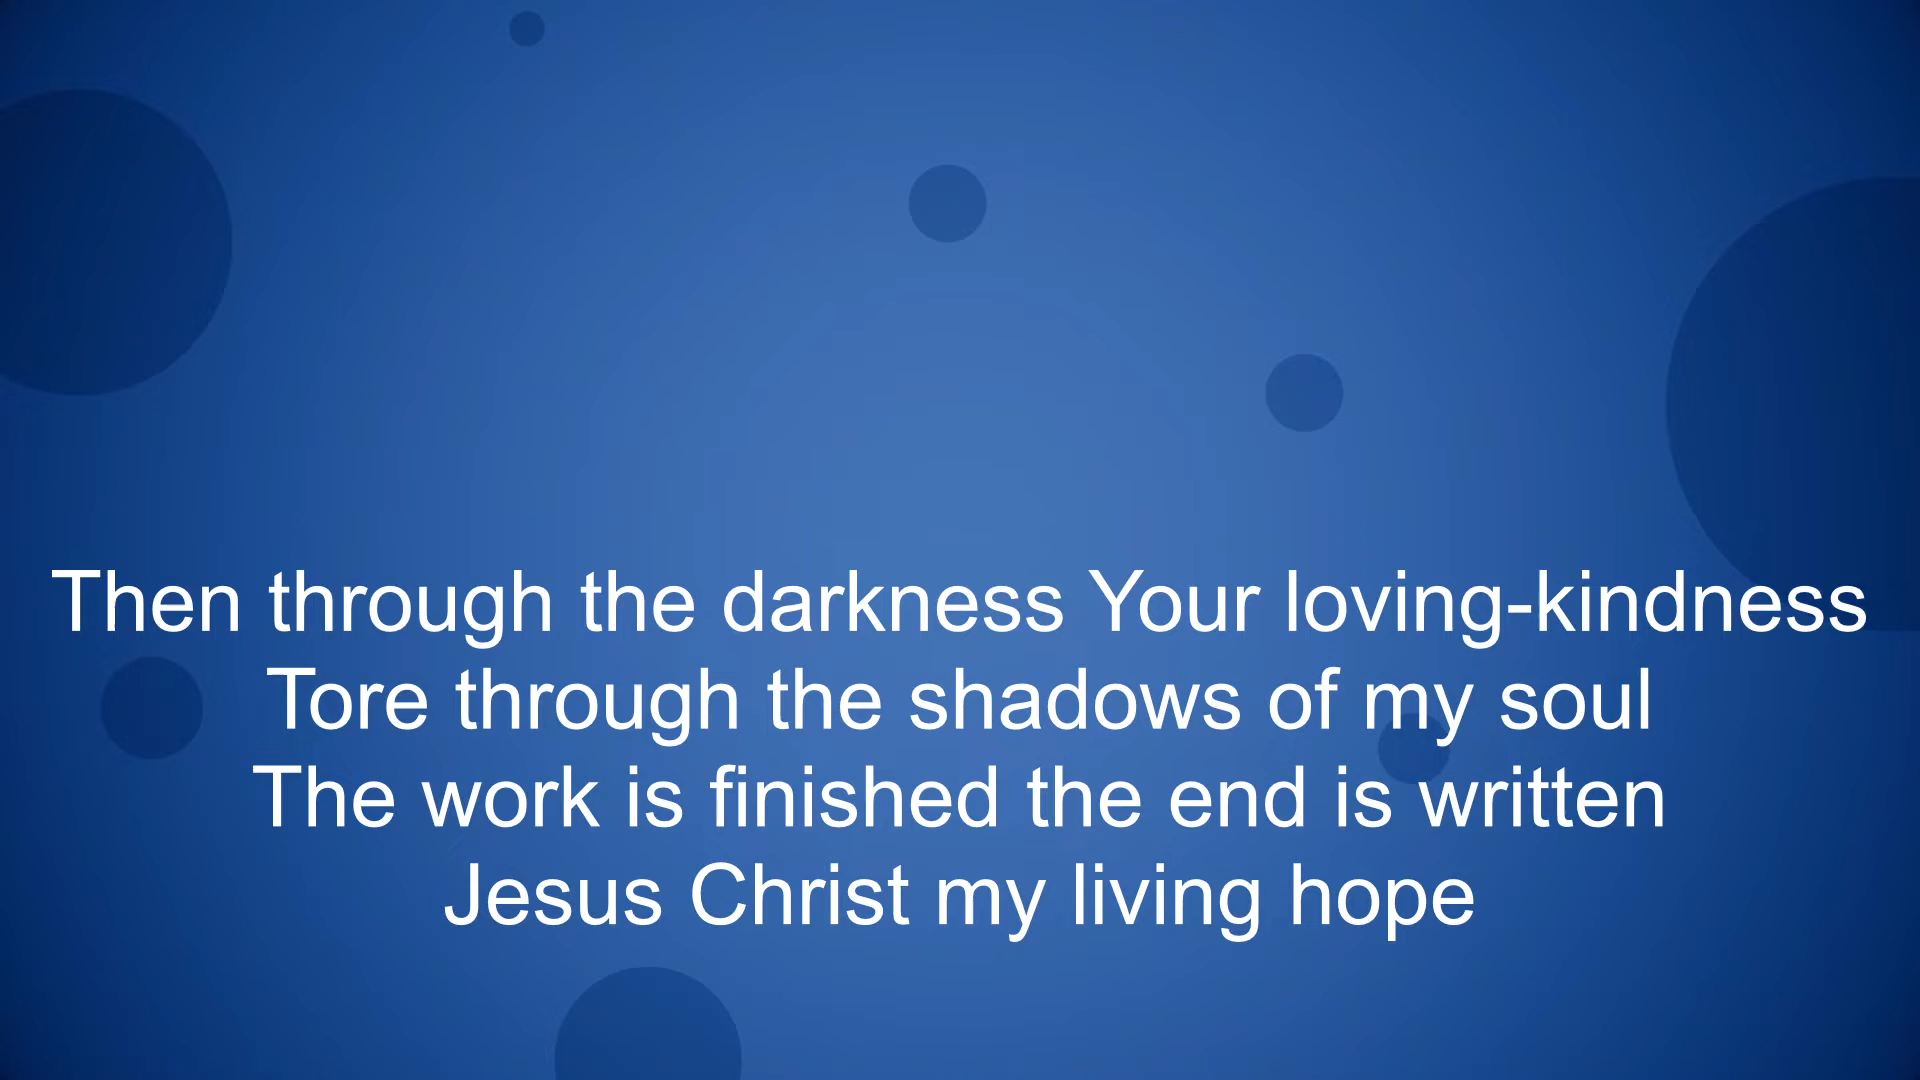 Then through the darkness Your loving-kindness
Tore through the shadows of my soul
The work is finished the end is written
Jesus Christ my living hope